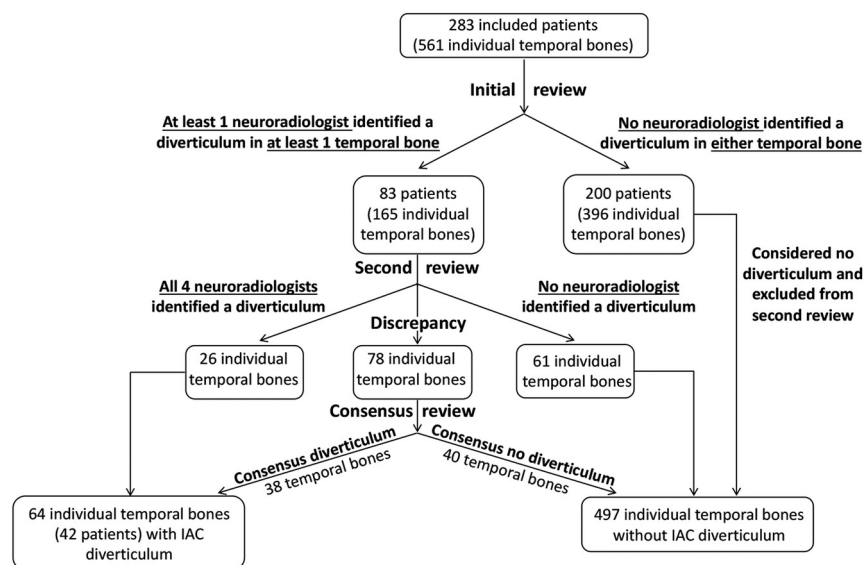 283 included patients
(561 individual temporal bones)
Initial review
At least 1 neuroradiologist identified a
diverticulum in at least 1 temporal bone
No neuroradiologist identified a
diverticulum in either temporal bone
83 patients
(165 individual
temporal bones)
200 patients
(396 individual
temporal bones)
Considered no
diverticulum and
excluded from
second review
Second review
All 4 neuroradiologists
identified a diverticulum
No neuroradiologist
identified a diverticulum
Discrepancy
26 individual
temporal bones
78 individual
temporal bones
61 individual
temporal bones
Consensus review
Consensus diverticulum
38 temporal bones
Consensus no diverticulum
40 temporal bones
64 individual temporal bones
(42 patients) with IAC
diverticulum
497 individual temporal bones
without IAC diverticulum